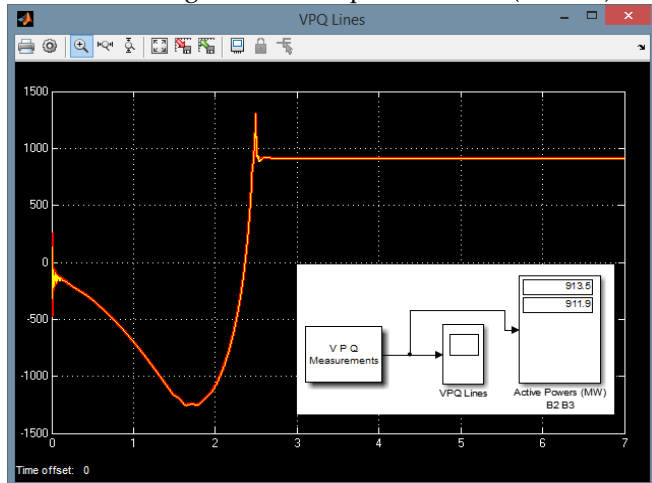 VPQ Lines
1500
1000
500
0
-500
-1000
-1500
0 1 2 3 4 5 6 7
913.5
911.9
V P Q
Measurements
VPQ Lines
Active Powers (MW)
B2 B3
Time offset: 0